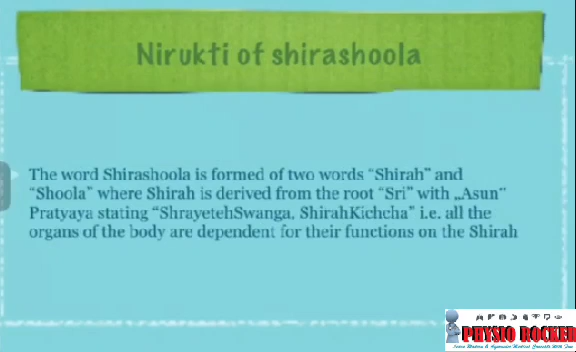 Nirukti of shirashoola
The word Shirashoola is formed of two words “Shirah” and
“Shoola” where Shirah is derived from the root “Sri” with „Asun”
Pratyaya stating “ShrayetehSwanga, ShirahKichcha” i.e. all the
organs of the body are dependent for their functions on the Shirah
PHYSIO ROCKED